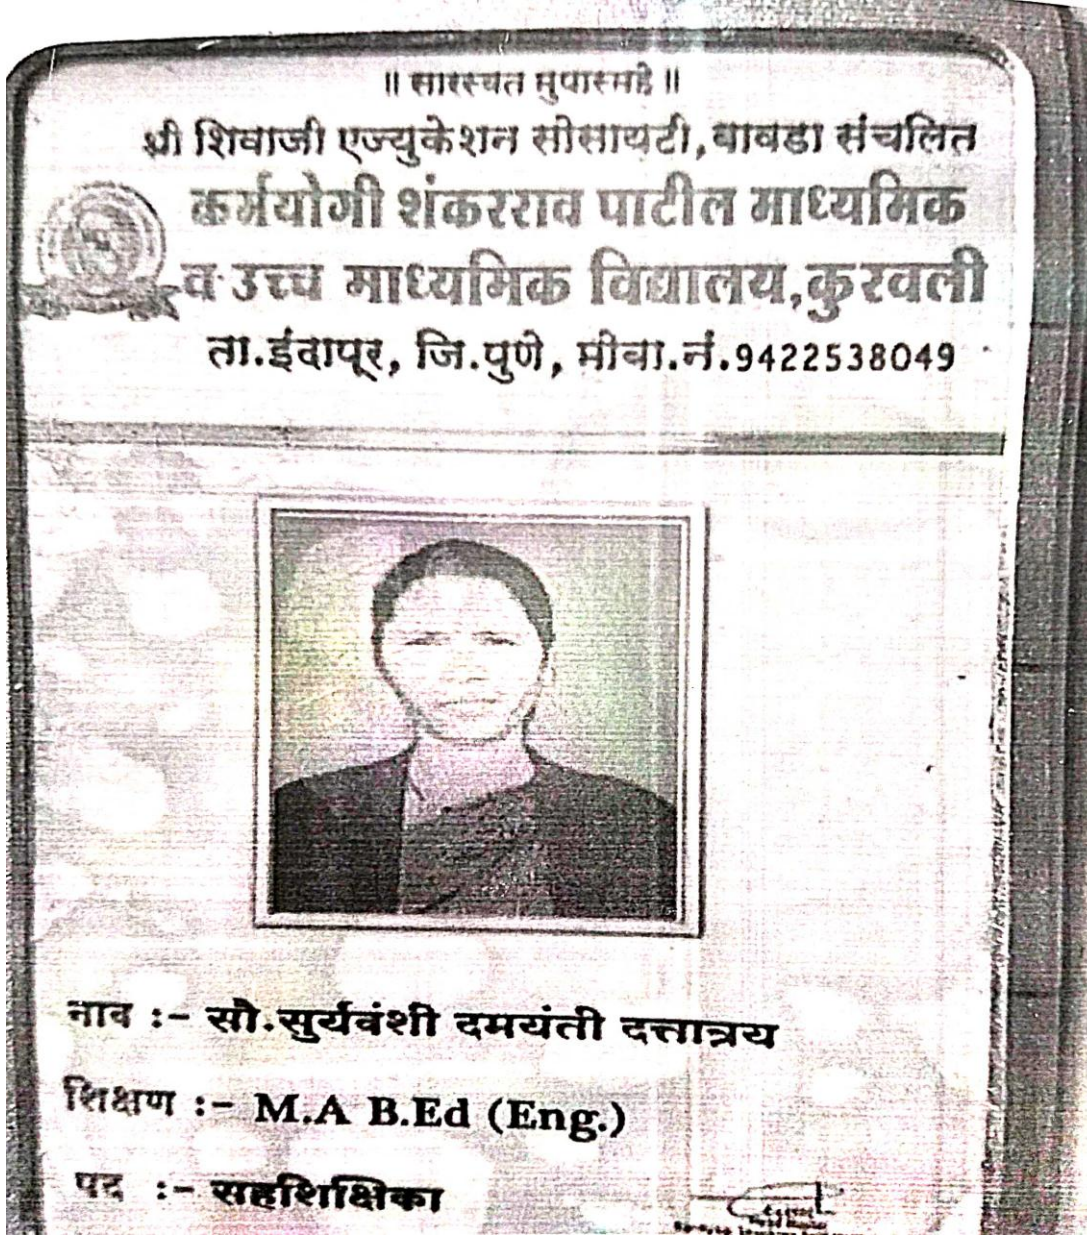 ॥ सारस्वत मुपास्महे ॥
श्री शिवाजी एज्युकेशन सोसायटी,बावडा संचलित
कर्मयोगी शंकरराव पाटील माध्यमिक
व उच्च माध्यमिक विद्यालय,कुरवली
ता.इंदापूर, जि.पुणे, मोबा.नं.9422538049
नाव :- सौ.सुर्यवंशी दमयंती दत्तात्रय
शिक्षण :- M.A B.Ed (Eng.)
पद :- सहशिक्षिका